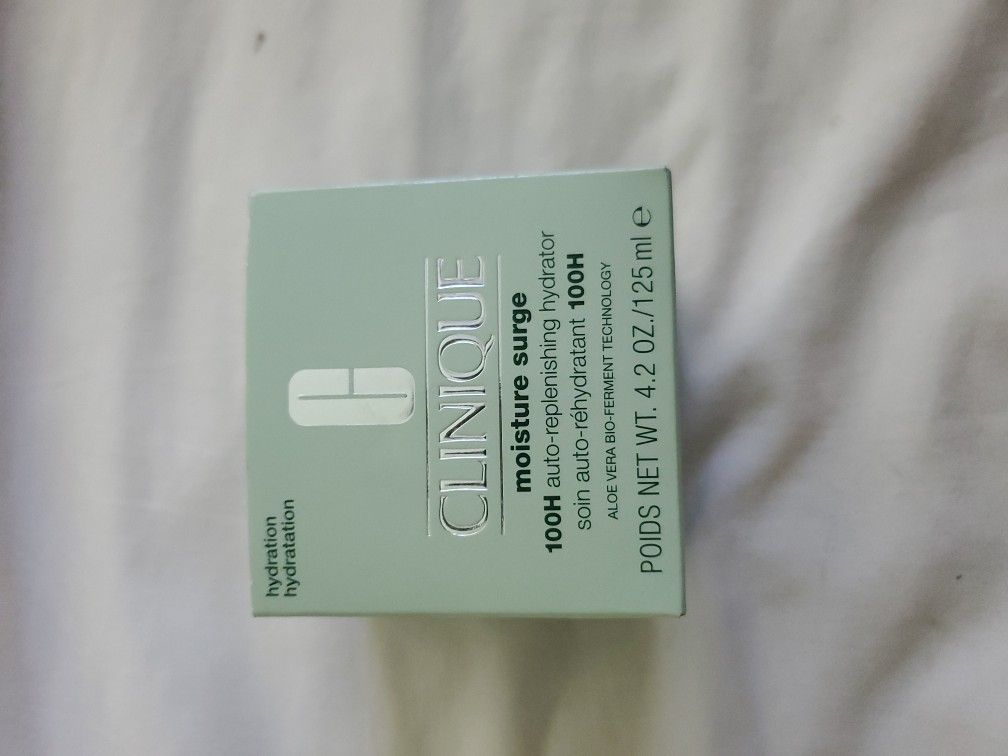 hydration
hydratation
C
CLINIQUE
moisture surge
100H auto-replenishing hydrator
soin auto-réhydratant 100H
ALOE VERA BIO-FERMENT TECHNOLOGY
POIDS NET WT. 4.2 OZ./125 ml ℮